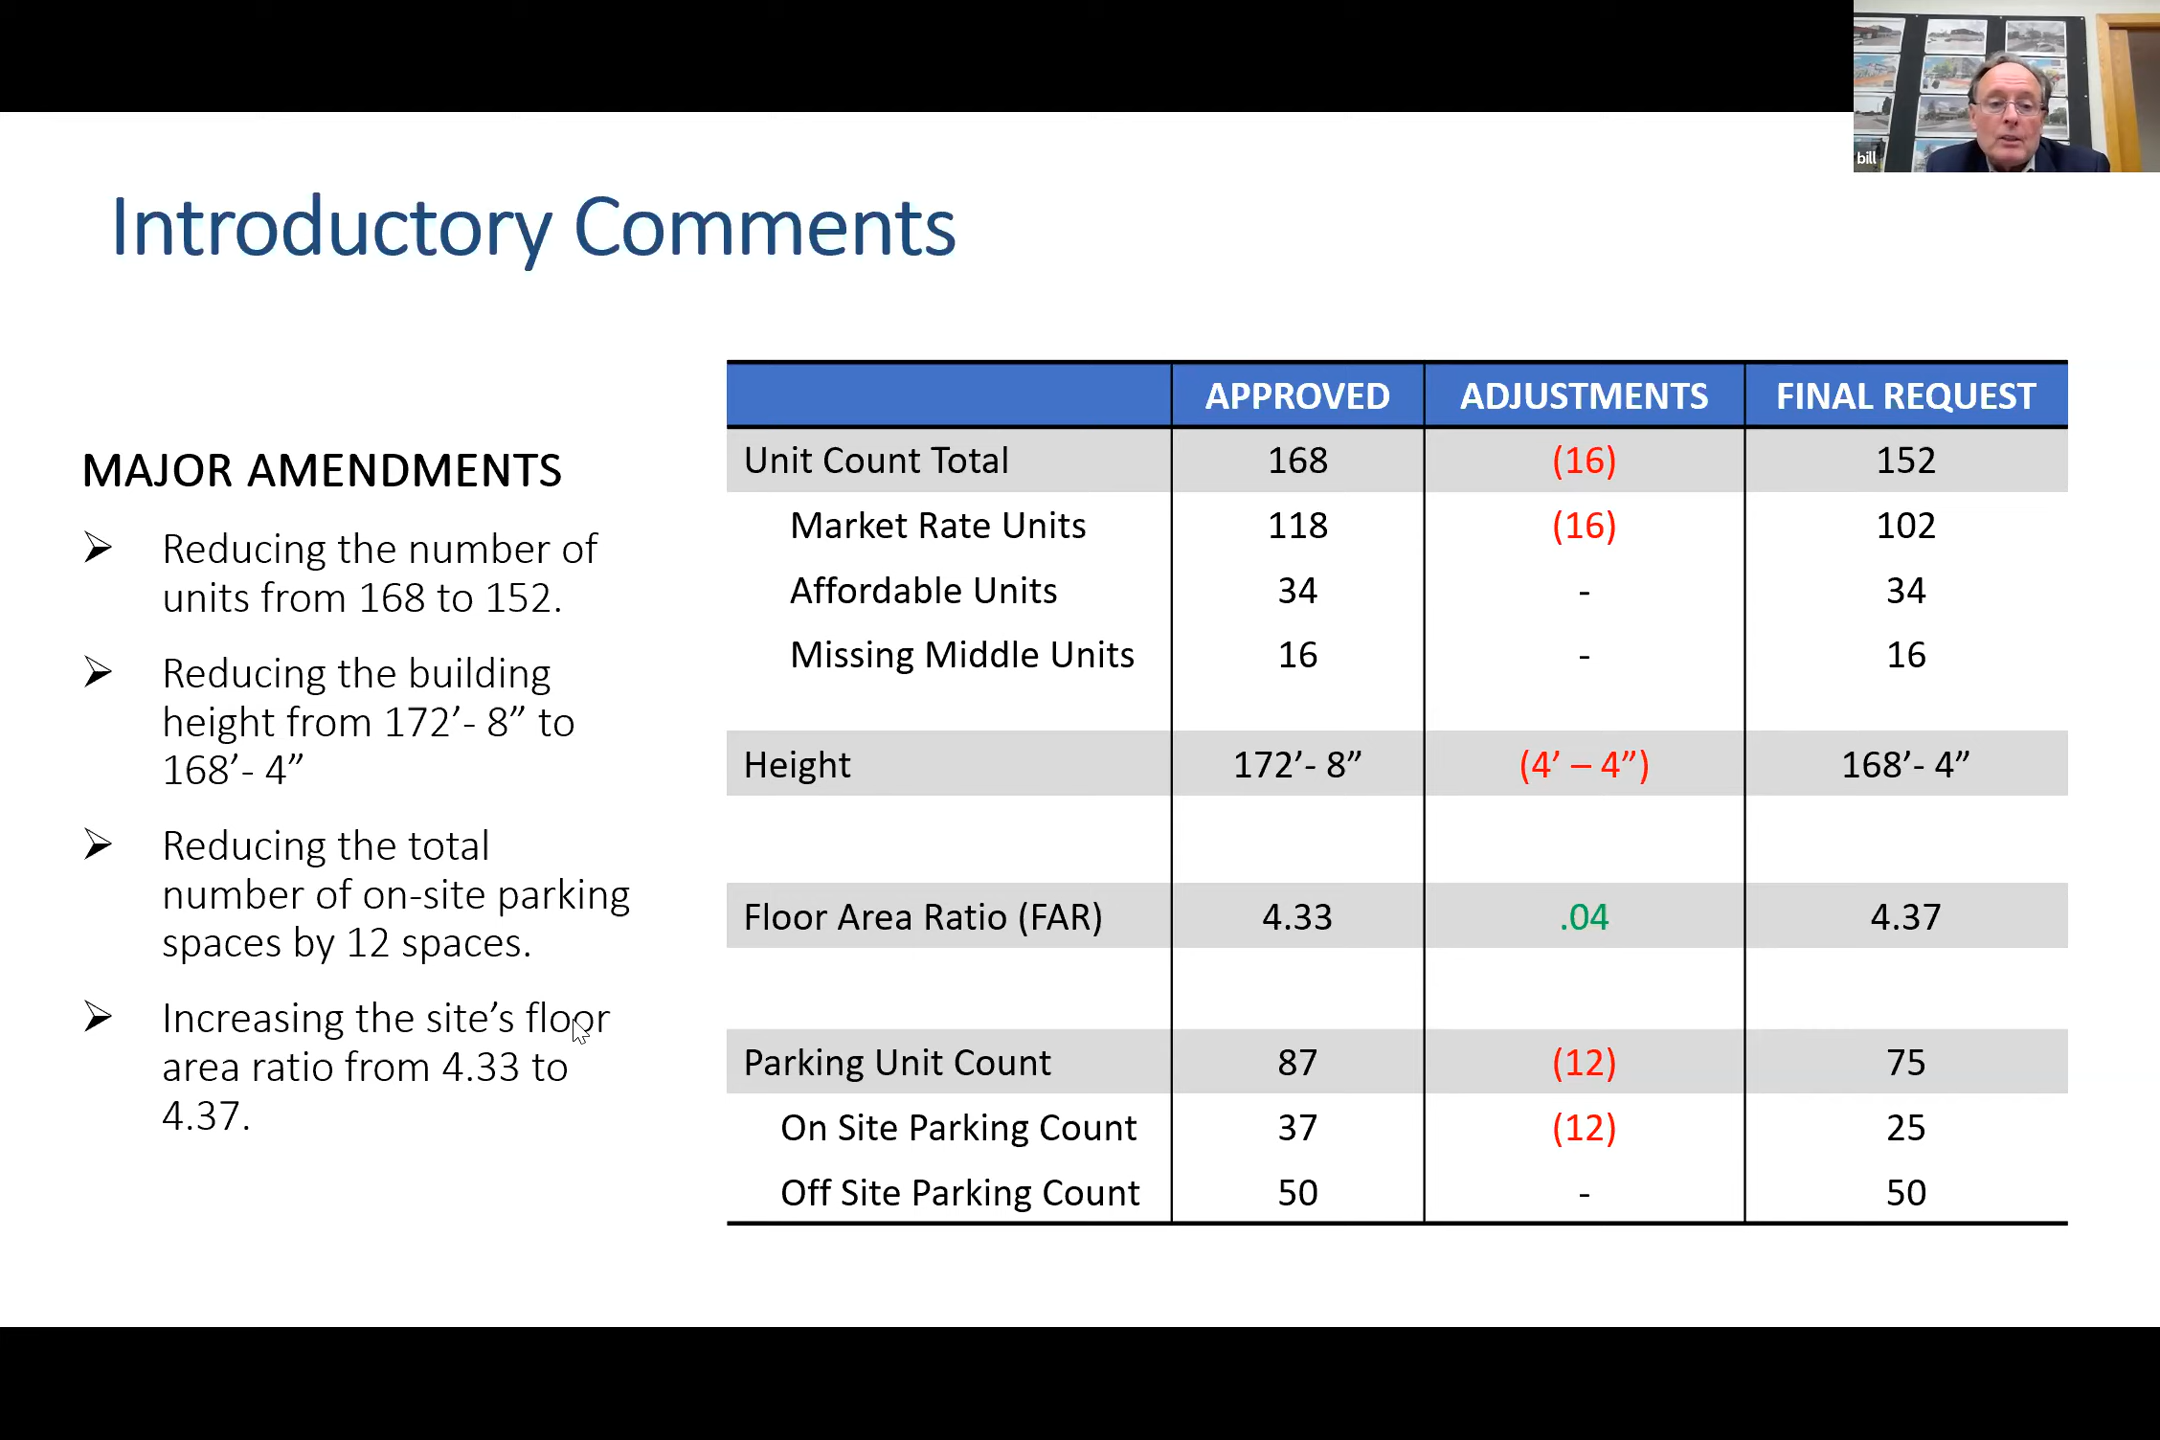 bill
Introductory Comments
MAJOR AMENDMENTS
Reducing the number of
units from 168 to 152.
Reducing the building
height from 172’- 8” to
168’- 4”
Reducing the total
number of on-site parking
spaces by 12 spaces.
Increasing the site’s floor
area ratio from 4.33 to
4.37.
APPROVED ADJUSTMENTS FINAL REQUEST
Unit Count Total 168 (16) 152
Market Rate Units 118 (16) 102
Affordable Units 34 - 34
Missing Middle Units 16 - 16
Height 172’- 8” (4’ – 4”) 168’- 4”
Floor Area Ratio (FAR) 4.33 .04 4.37
Parking Unit Count 87 (12) 75
On Site Parking Count 37 (12) 25
Off Site Parking Count 50 - 50